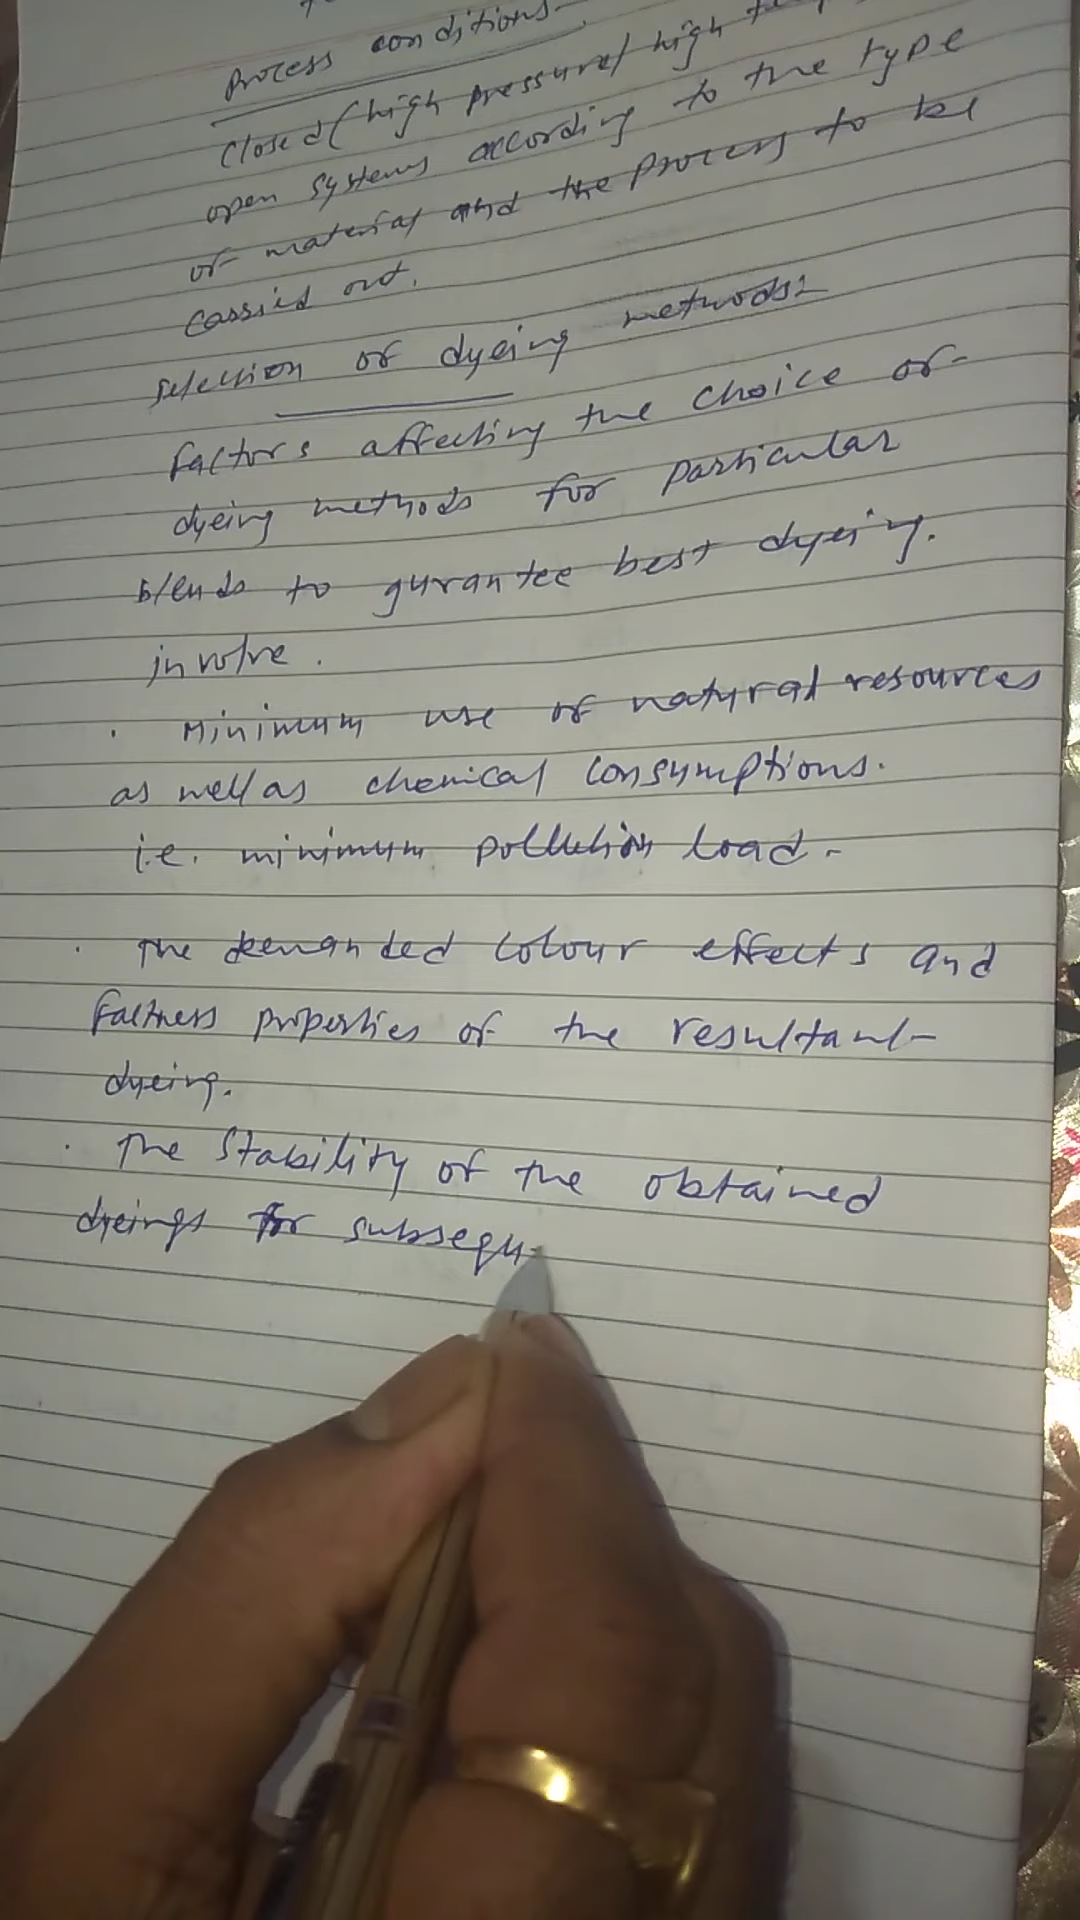 Process conditions
Closed (high pressure/ high
open systems according to the type
of material and the process to be
carried out.
Selection of dyeing methods:
Factors affecting the choice of
dyeing methods for particular
blends to gurantee best dyeing.
involve.
. Minimum use of natural resources
as well as chemical consumptions.
i.e. minimum pollution load.
. The demanded colour effects and
fastness properties of the resultant
dyeing.
. The stability of the obtained
dyeings for subsequ